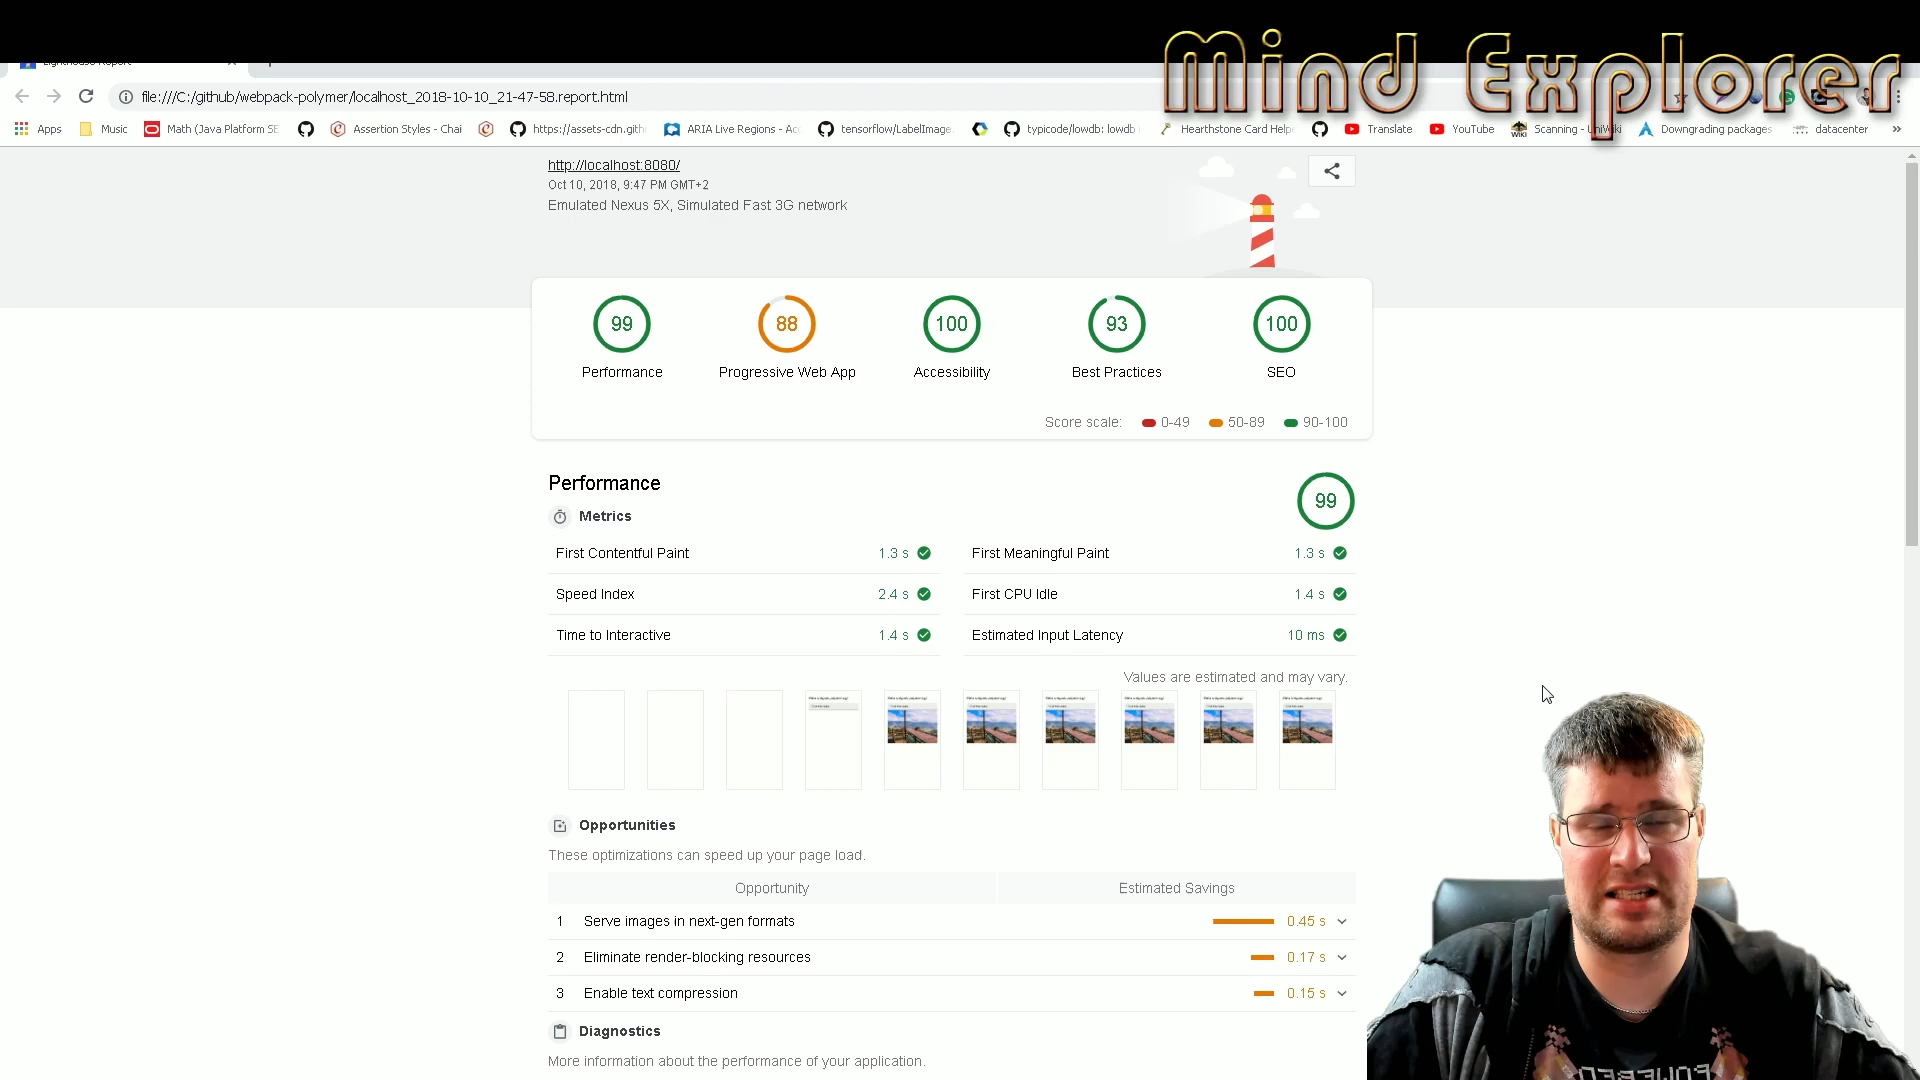 Mind Explorer
file:///C:/github/webpack-polymer/localhost_2018-10-10_21-47-58.report.html
Apps Music Math (Java Platform SE Assertion Styles - Chai https://assets-cdn.gith ARIA Live Regions - Acc tensorflow/LabelImage typicode/lowdb: lowdb Hearthstone Card Helpe Translate YouTube Scanning - UniWiki Downgrading packages datacenter »
http://localhost:8080/
Oct 10, 2018, 9:47 PM GMT+2
Emulated Nexus 5X, Simulated Fast 3G network
99 88 100 93 100
Performance Progressive Web App Accessibility Best Practices SEO
Score scale: 0-49 50-89 90-100
Performance 99
Metrics
First Contentful Paint 1.3 s First Meaningful Paint 1.3 s
Speed Index 2.4 s First CPU Idle 1.4 s
Time to Interactive 1.4 s Estimated Input Latency 10 ms
Values are estimated and may vary.
Opportunities
These optimizations can speed up your page load.
Opportunity Estimated Savings
1 Serve images in next-gen formats 0.45 s
2 Eliminate render-blocking resources 0.17 s
3 Enable text compression 0.15 s
Diagnostics
More information about the performance of your application.